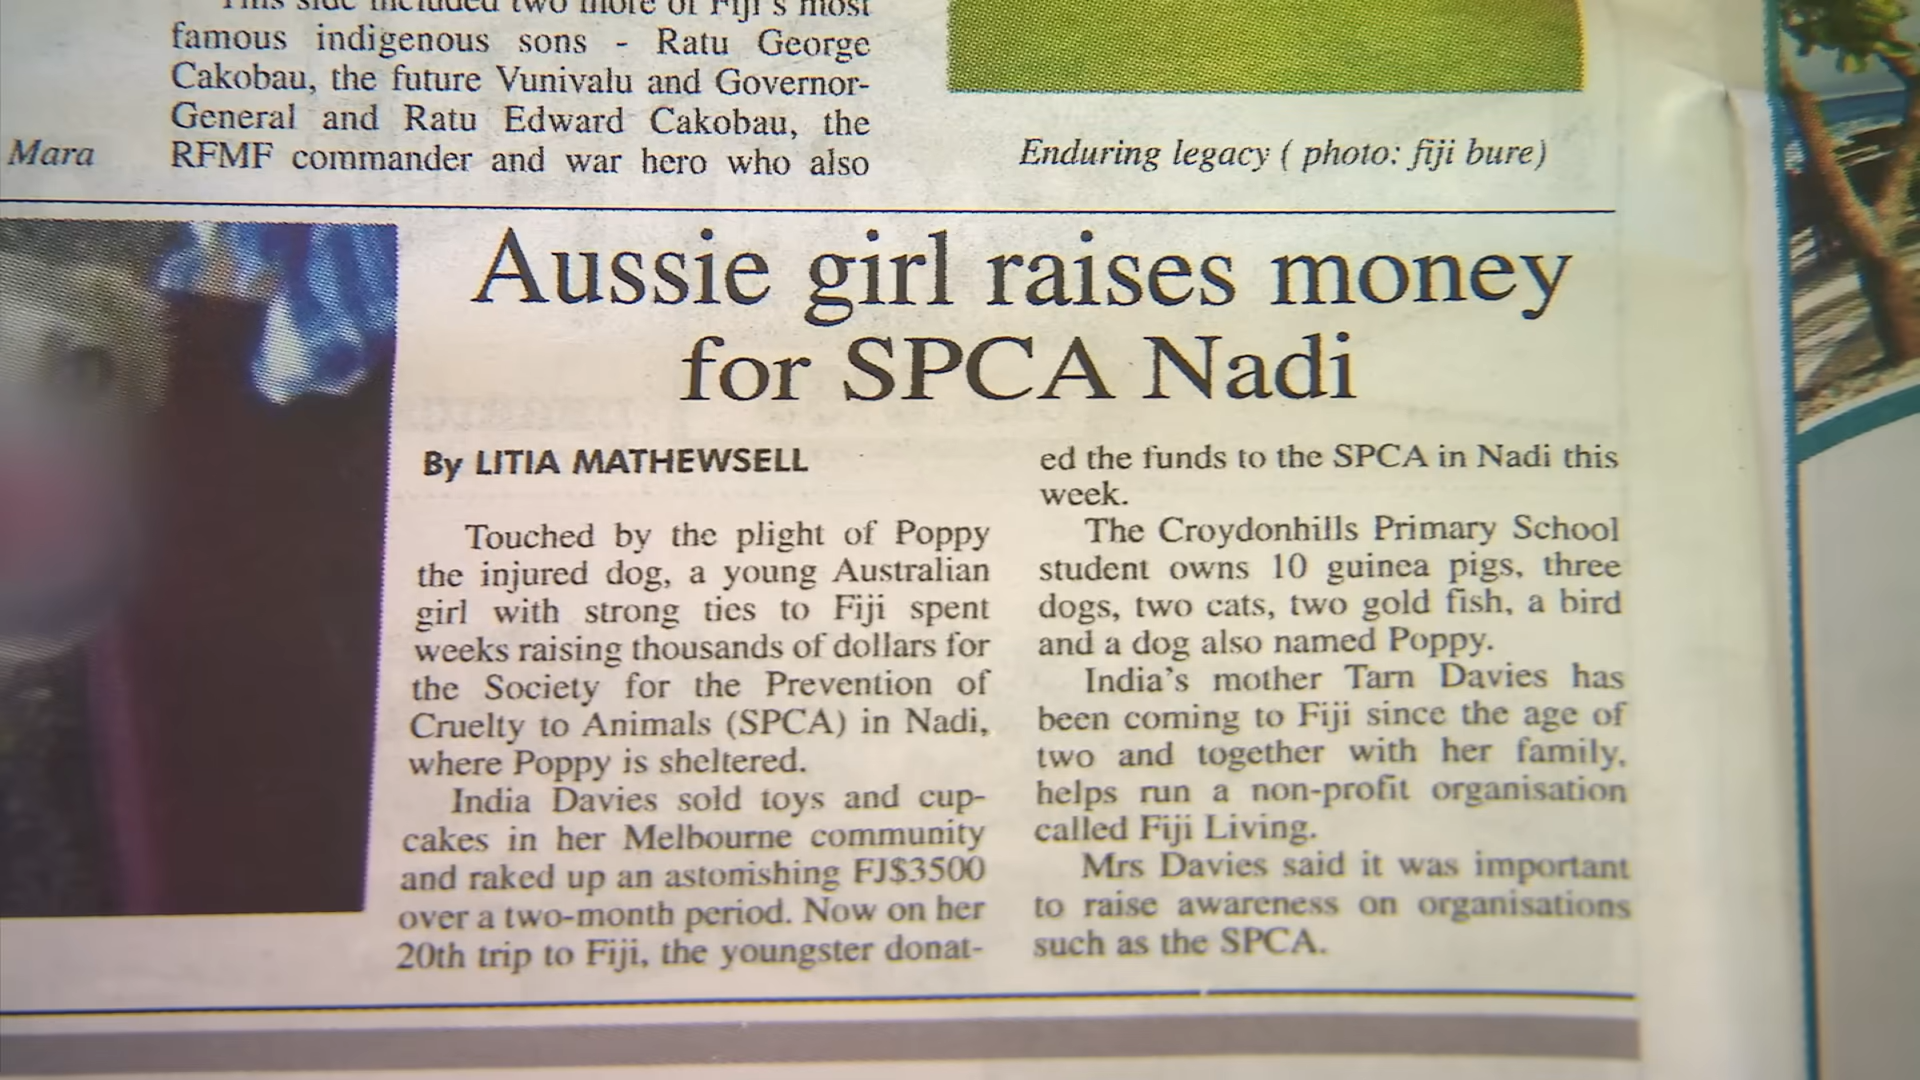 This side included two more of Fiji's most
famous indigenous sons - Ratu George
Cakobau, the future Vunivalu and Governor-
General and Ratu Edward Cakobau, the
RFMF commander and war hero who also
Mara
Enduring legacy ( photo: fiji bure)
Aussie girl raises money
for SPCA Nadi
By LITIA MATHEWSELL
Touched by the plight of Poppy
the injured dog, a young Australian
girl with strong ties to Fiji spent
weeks raising thousands of dollars for
the Society for the Prevention of
Cruelty to Animals (SPCA) in Nadi,
where Poppy is sheltered.
India Davies sold toys and cup-
cakes in her Melbourne community
and raked up an astonishing FJ$3500
over a two-month period. Now on her
20th trip to Fiji, the youngster donat-
ed the funds to the SPCA in Nadi this
week.
The Croydonhills Primary School
student owns 10 guinea pigs, three
dogs, two cats, two gold fish, a bird
and a dog also named Poppy.
India's mother Tarn Davies has
been coming to Fiji since the age of
two and together with her family,
helps run a non-profit organisation
called Fiji Living.
Mrs Davies said it was important
to raise awareness on organisations
such as the SPCA.